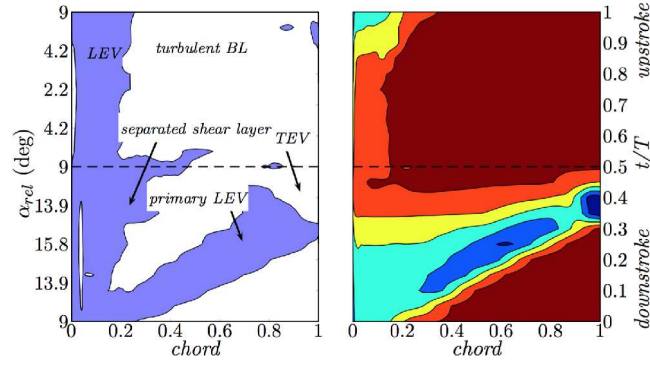 9
4.2
2.2
4.2
9
13.9
15.8
13.9
9
α_rel (deg)
LEV
turbulent BL
separated shear layer
TEV
primary LEV
0 0.2 0.4 0.6 0.8 1
chord
1
0.9
0.8
0.7
0.6
0.5
0.4
0.3
0.2
0.1
0
upstroke
t/T
downstroke
0 0.2 0.4 0.6 0.8 1
chord